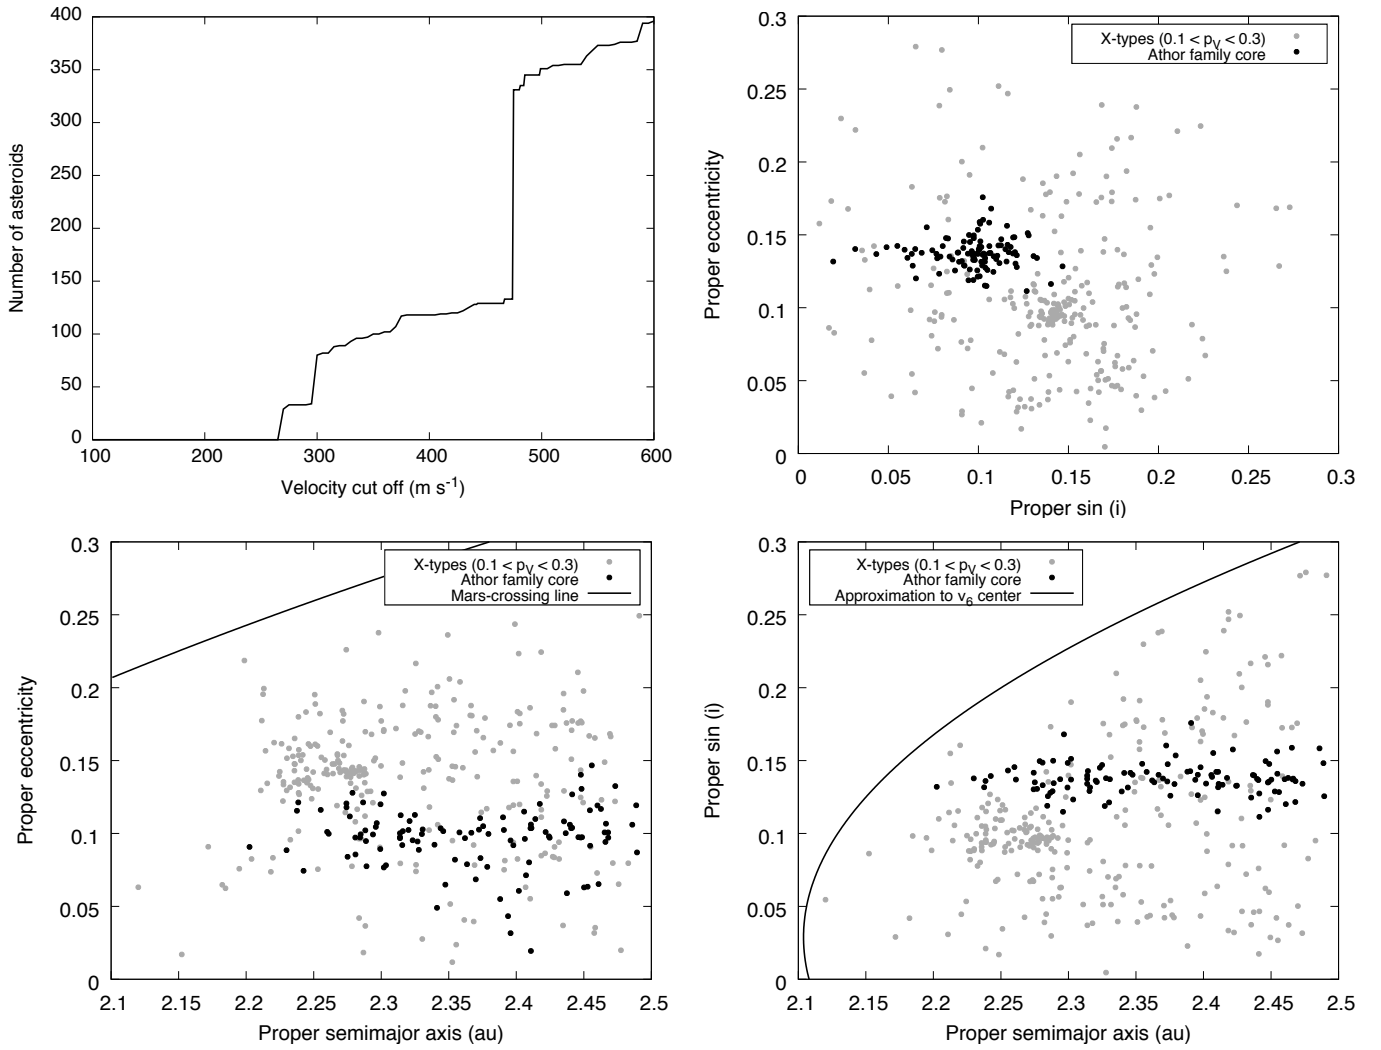 400
350
300
250
200
150
100
50
0
100 200 300 400 500 600
Number of asteroids
Velocity cut off (m s-1)
0.3
0.25
0.2
0.15
0.1
0.05
0
0 0.05 0.1 0.15 0.2 0.25 0.3
Proper eccentricity
Proper sin (i)
X-types (0.1 < pV < 0.3)
Athor family core
0.3
0.25
0.2
0.15
0.1
0.05
0
2.1 2.15 2.2 2.25 2.3 2.35 2.4 2.45 2.5
Proper eccentricity
Proper semimajor axis (au)
X-types (0.1 < pV < 0.3)
Athor family core
Mars-crossing line
0.3
0.25
0.2
0.15
0.1
0.05
0
2.1 2.15 2.2 2.25 2.3 2.35 2.4 2.45 2.5
Proper sin (i)
Proper semimajor axis (au)
X-types (0.1 < pV < 0.3)
Athor family core
Approximation to ν6 center